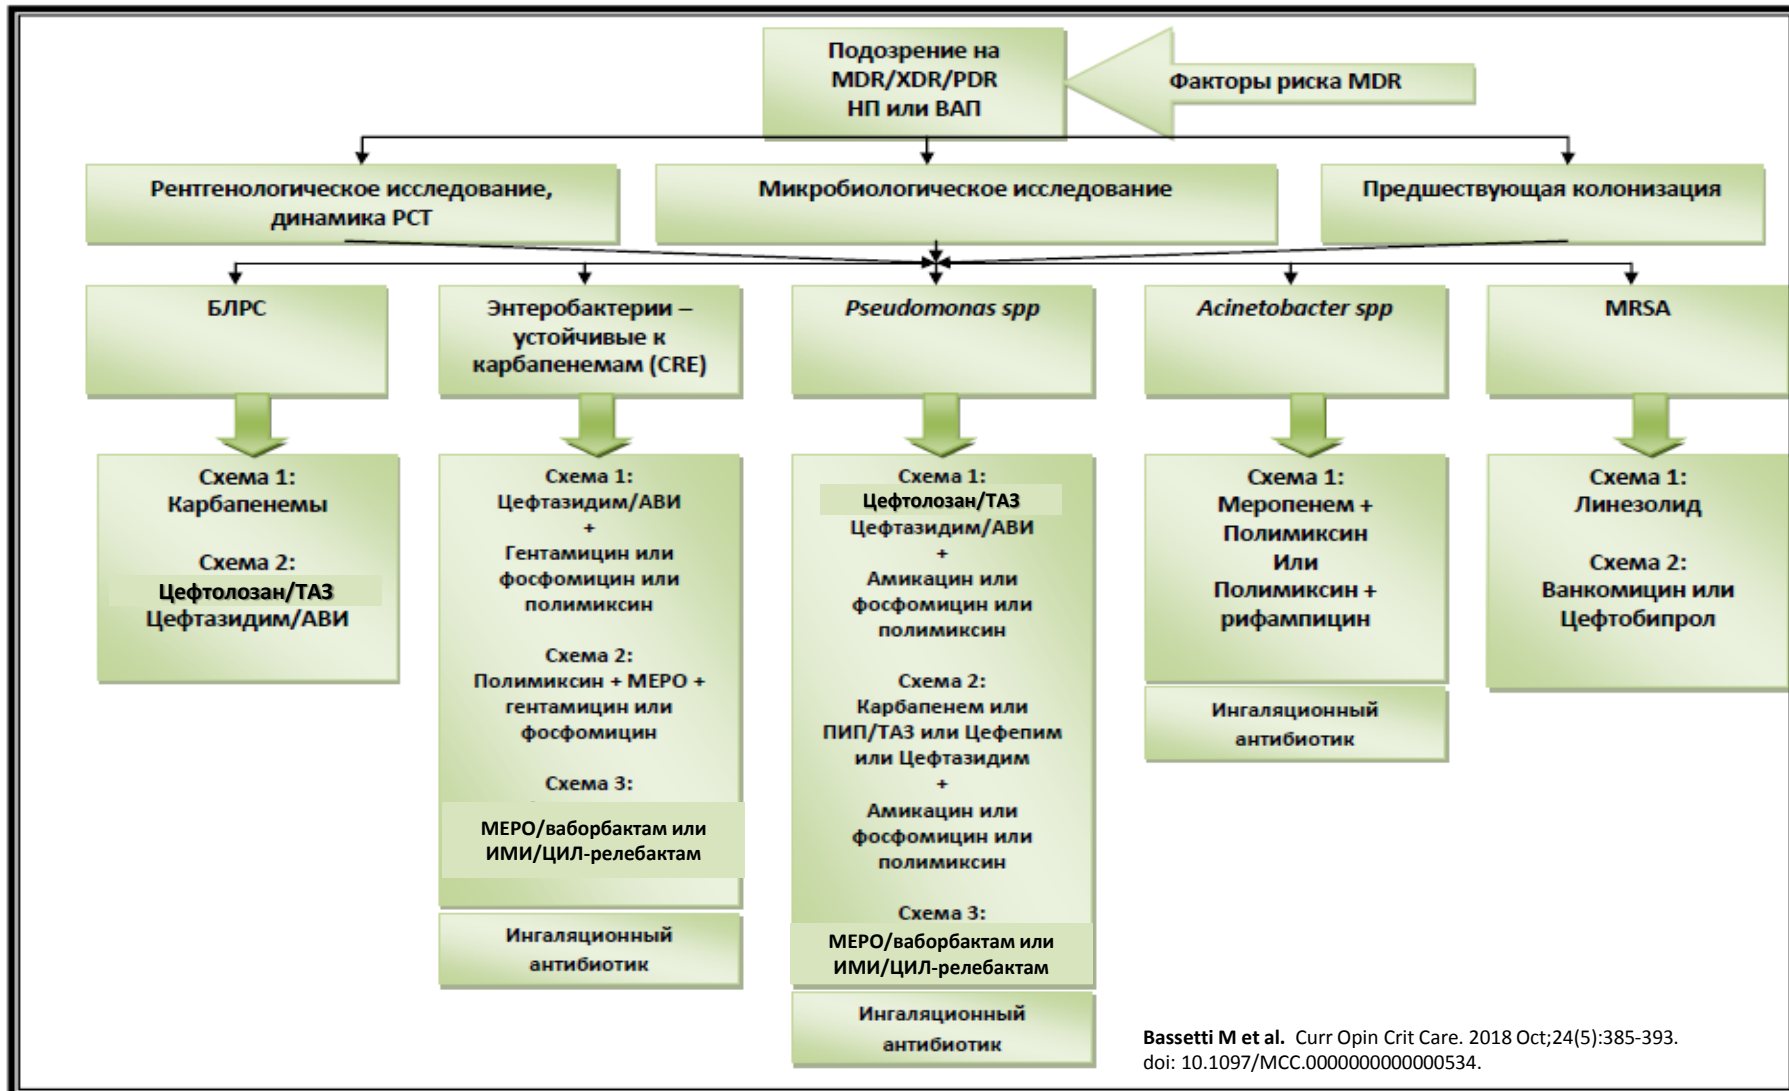 Подозрение на
MDR/XDR/PDR
НП или ВАП
Факторы риска MDR
Рентгенологическое исследование,
динамика РСТ
Микробиологическое исследование
Предшествующая колонизация
БЛРС
Энтеробактерии –
устойчивые к
карбапенемам (CRE)
Pseudomonas spp
Acinetobacter spp
MRSA
Схема 1:
Карбапенемы
Схема 2:
Цефтолозан/ТАЗ
Цефтазидим/АВИ
Схема 1:
Цефтазидим/АВИ
+
Гентамицин или
фосфомицин или
полимиксин
Схема 2:
Полимиксин + МЕРО +
гентамицин или
фосфомицин
Схема 3:
МЕРО/ваборбактам или
ИМИ/ЦИЛ-релебактам
Ингаляционный
антибиотик
Схема 1:
Цефтолозан/ТАЗ
Цефтазидим/АВИ
+
Амикацин или
фосфомицин или
полимиксин
Схема 2:
Карбапенем или
ПИП/ТАЗ или Цефепим
или Цефтазидим
+
Амикацин или
фосфомицин или
полимиксин
Схема 3:
МЕРО/ваборбактам или
ИМИ/ЦИЛ-релебактам
Ингаляционный
антибиотик
Схема 1:
Меропенем +
Полимиксин
Или
Полимиксин +
рифампицин
Ингаляционный
антибиотик
Схема 1:
Линезолид
Схема 2:
Ванкомицин или
Цефтобипрол
Bassetti M et al. Curr Opin Crit Care. 2018 Oct;24(5):385-393.
doi: 10.1097/MCC.0000000000000534.